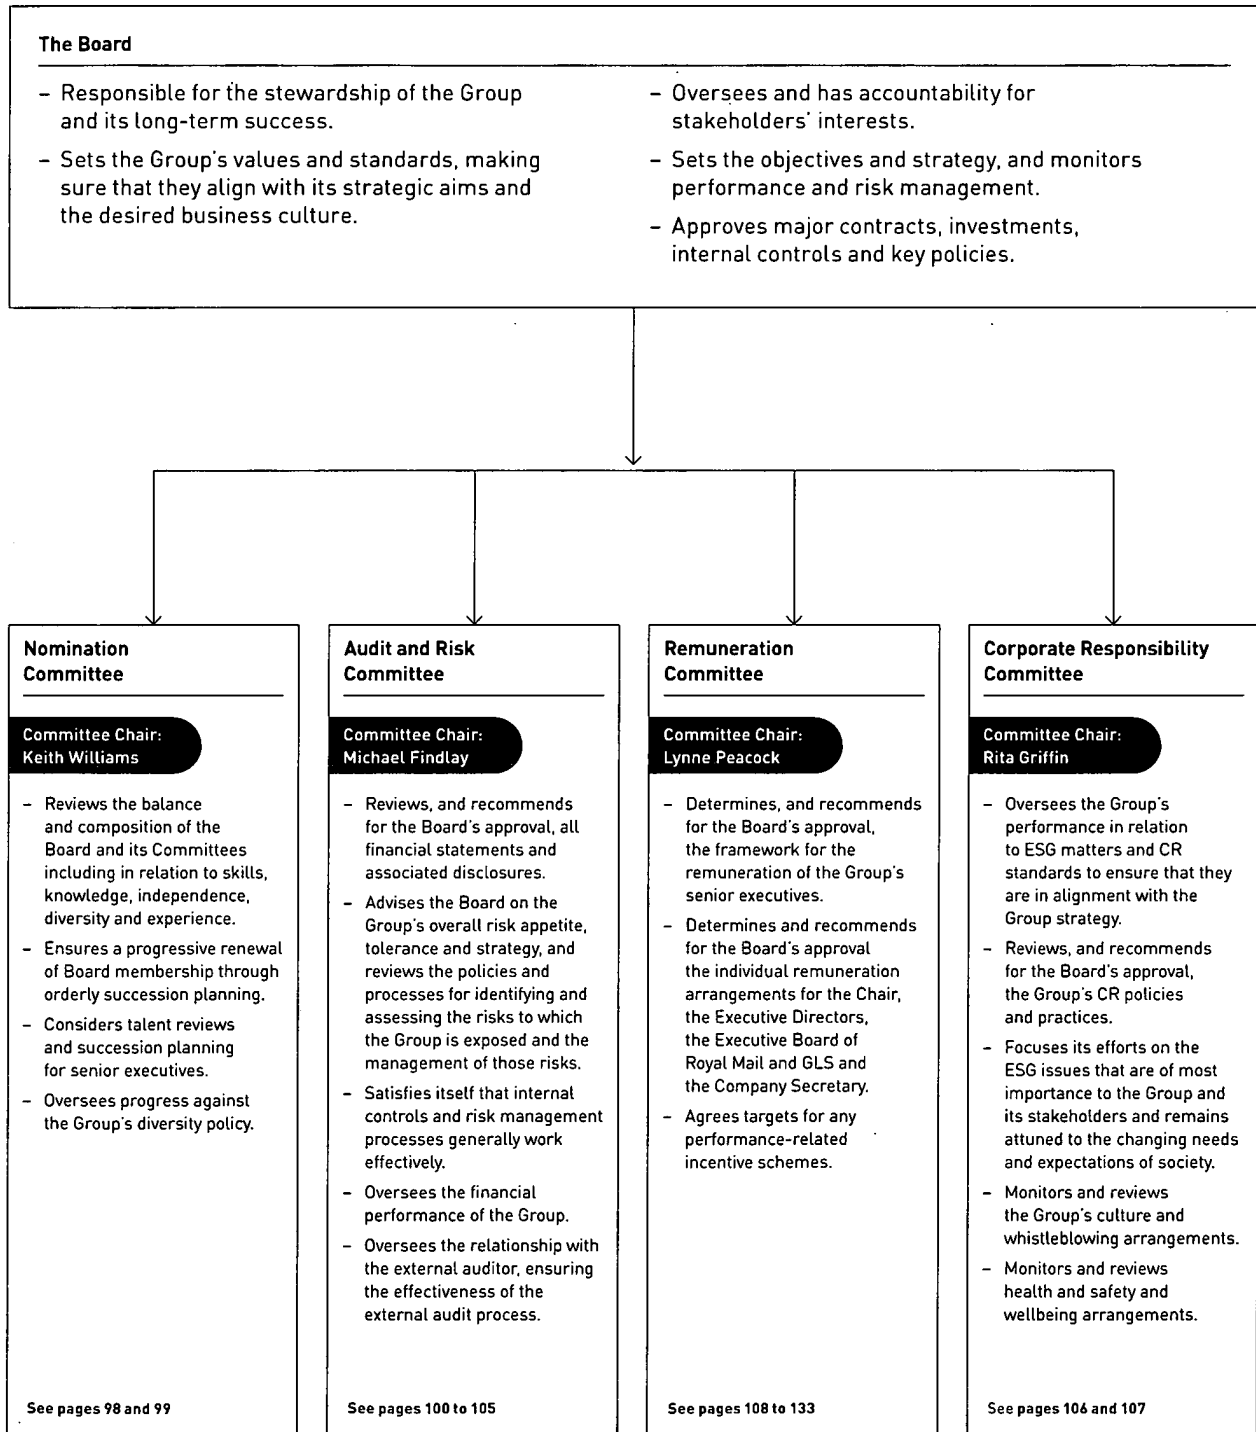 The Board
– Responsible for the stewardship of the Group
and its long-term success.
– Sets the Group's values and standards, making
sure that they align with its strategic aims and
the desired business culture.
– Oversees and has accountability for
stakeholders' interests.
– Sets the objectives and strategy, and monitors
performance and risk management.
– Approves major contracts, investments,
internal controls and key policies.
Nomination
Committee
Committee Chair:
Keith Williams
– Reviews the balance
and composition of the
Board and its Committees
including in relation to skills,
knowledge, independence,
diversity and experience.
– Ensures a progressive renewal
of Board membership through
orderly succession planning.
– Considers talent reviews
and succession planning
for senior executives.
– Oversees progress against
the Group's diversity policy.
See pages 98 and 99
Audit and Risk
Committee
Committee Chair:
Michael Findlay
– Reviews, and recommends
for the Board's approval, all
financial statements and
associated disclosures.
– Advises the Board on the
Group's overall risk appetite,
tolerance and strategy, and
reviews the policies and
processes for identifying and
assessing the risks to which
the Group is exposed and the
management of those risks.
– Satisfies itself that internal
controls and risk management
processes generally work
effectively.
– Oversees the financial
performance of the Group.
– Oversees the relationship with
the external auditor, ensuring
the effectiveness of the
external audit process.
See pages 100 to 105
Remuneration
Committee
Committee Chair:
Lynne Peacock
– Determines, and recommends
for the Board's approval,
the framework for the
remuneration of the Group's
senior executives.
– Determines and recommends
for the Board's approval
the individual remuneration
arrangements for the Chair,
the Executive Directors,
the Executive Board of
Royal Mail and GLS and
the Company Secretary.
– Agrees targets for any
performance-related
incentive schemes.
See pages 108 to 133
Corporate Responsibility
Committee
Committee Chair:
Rita Griffin
– Oversees the Group's
performance in relation
to ESG matters and CR
standards to ensure that they
are in alignment with the
Group strategy.
– Reviews, and recommends
for the Board's approval,
the Group's CR policies
and practices.
– Focuses its efforts on the
ESG issues that are of most
importance to the Group and
its stakeholders and remains
attuned to the changing needs
and expectations of society.
– Monitors and reviews
the Group's culture and
whistleblowing arrangements.
– Monitors and reviews
health and safety and
wellbeing arrangements.
See pages 106 and 107